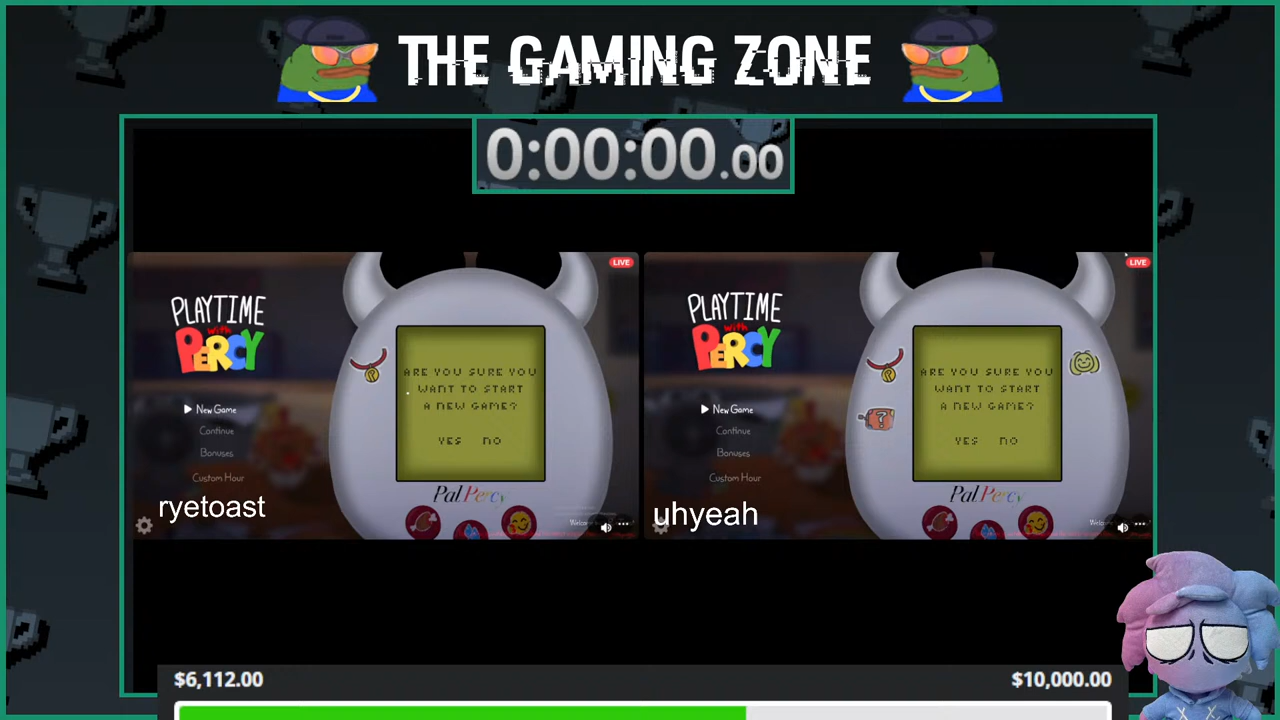 THE GAMING ZONE
0:00:00.00
LIVE
PLAYTIME
with
PERCY
ARE YOU SURE YOU
WANT TO START
A NEW GAME?
YES NO
New Game
Continue
Bonuses
Custom Hour
Pal.Percy
ryetoast
LIVE
PLAYTIME
with
PERCY
ARE YOU SURE YOU
WANT TO START
A NEW GAME?
YES NO
New Game
Continue
Bonuses
Custom Hour
Pal.Percy
uhyeah
$6,112.00
$10,000.00